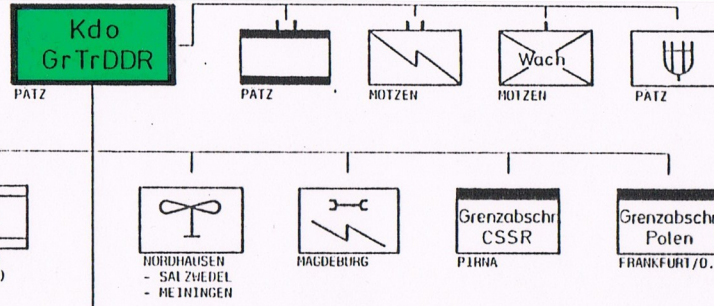 Kdo
GrTrDDR
PATZ
PATZ
MOTZEN
Wach
MOTZEN
PATZ
)
NORDHAUSEN
- SALZWEDEL
- MEININGEN
MAGDEBURG
Grenzabschn
CSSR
PIRNA
Grenzabschn
Polen
FRANKFURT/O.